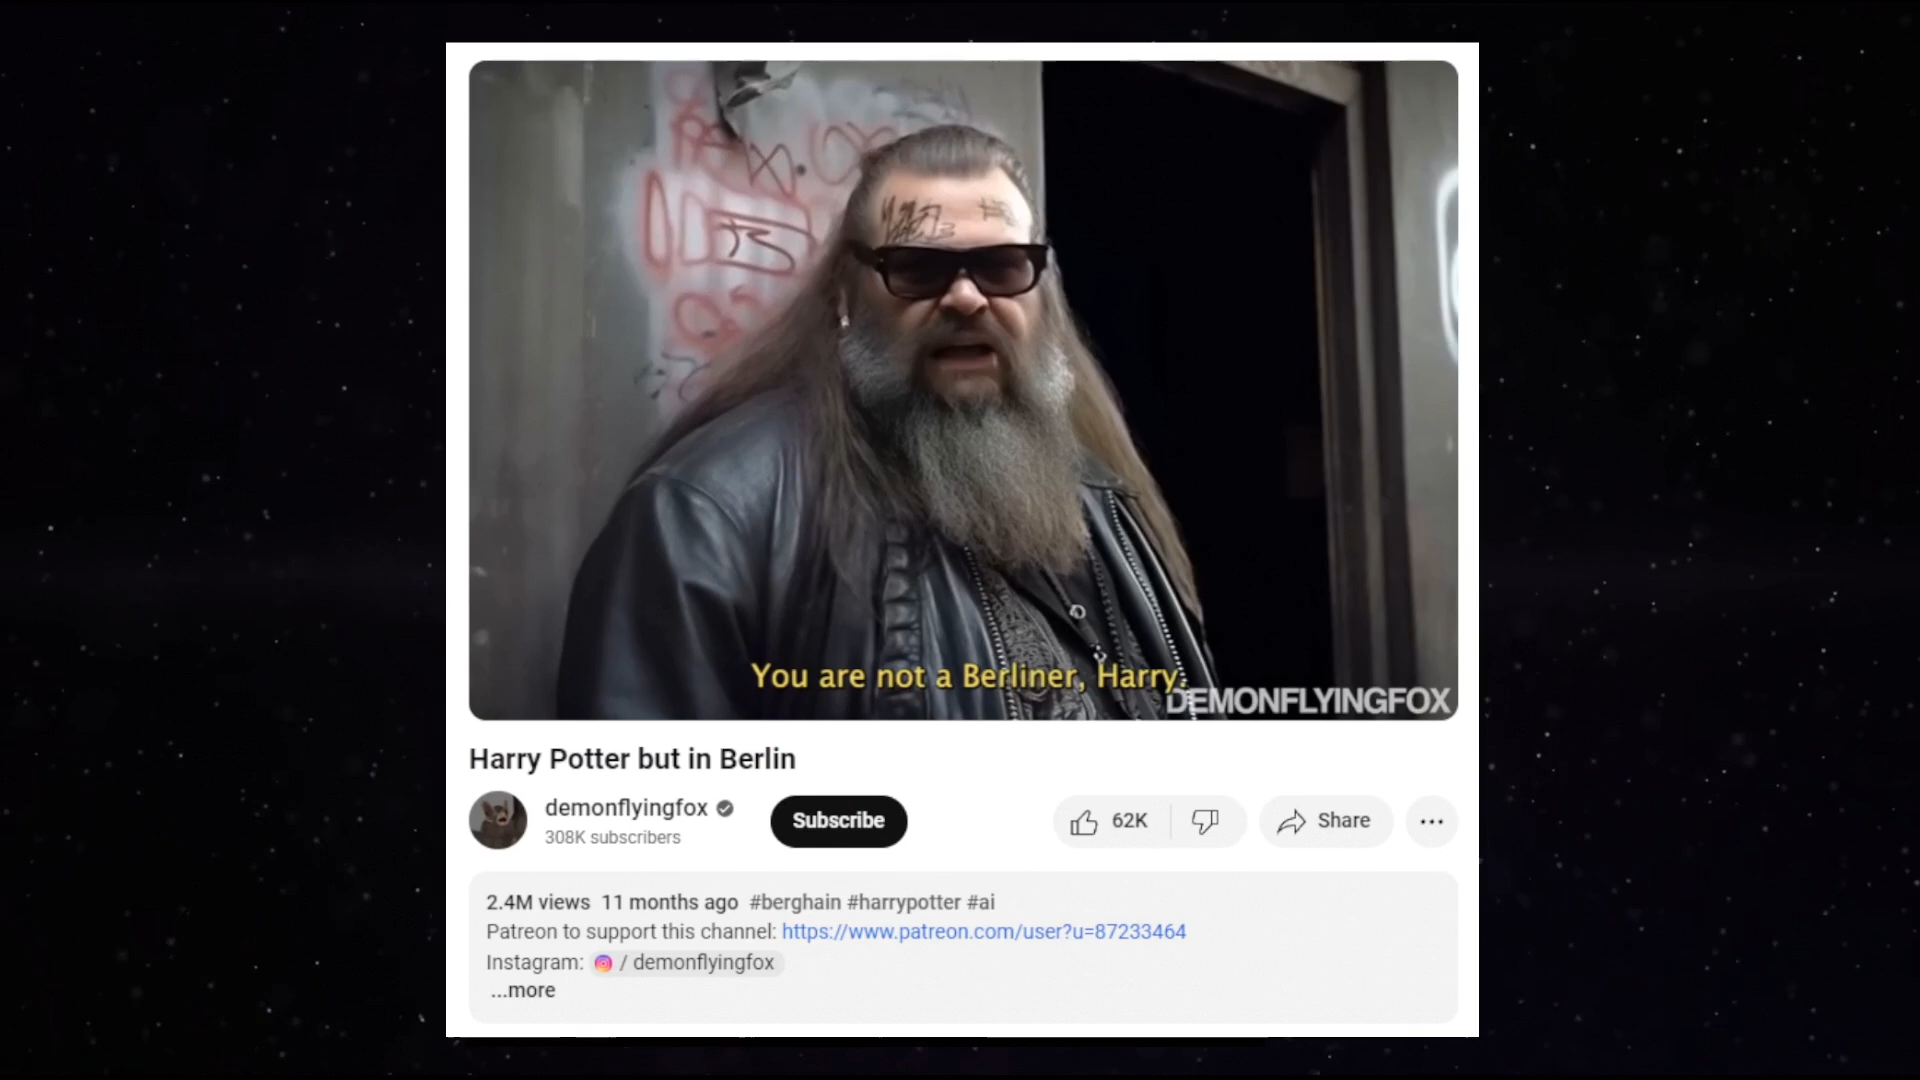 You are not a Berliner, Harry.
DEMONFLYINGFOX
Harry Potter but in Berlin
demonflyingfox
308K subscribers
Subscribe
62K
Share
2.4M views 11 months ago #berghain #harrypotter #ai
Patreon to support this channel: https://www.patreon.com/user?u=87233464
Instagram: / demonflyingfox
...more